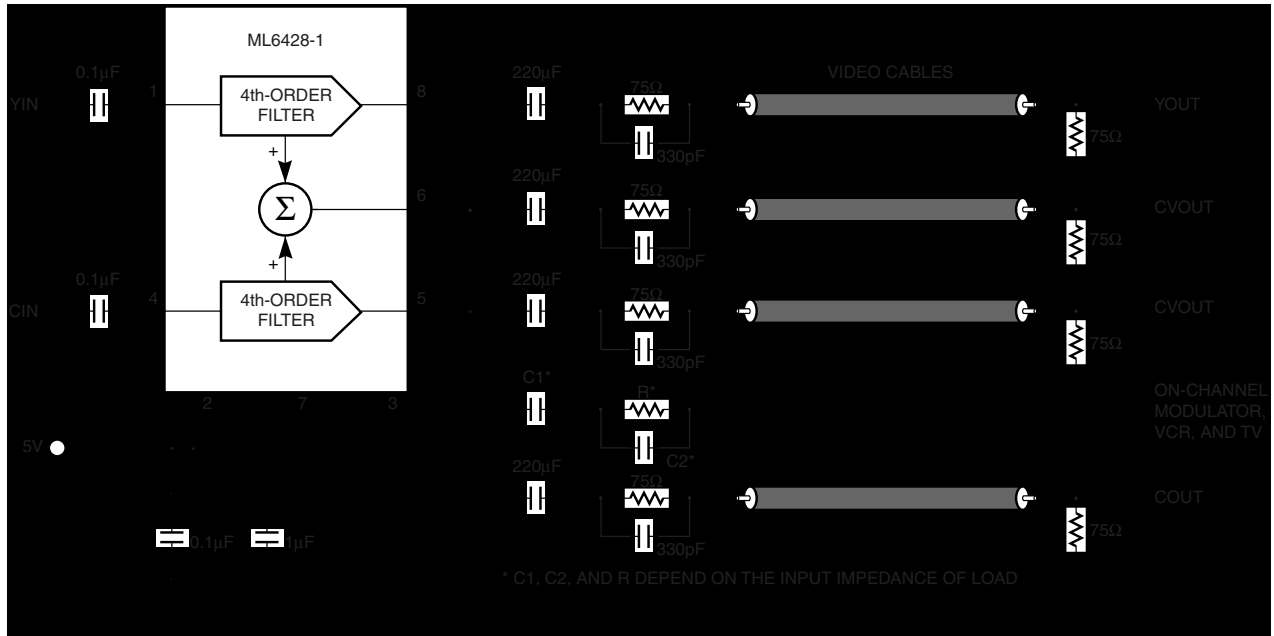 ML6428-1
0.1µF
220µF
75Ω
VIDEO CABLES
YIN
1
4th-ORDER
FILTER
8
YOUT
75Ω
330pF
+
220µF
75Ω
6
CVOUT
Σ
75Ω
330pF
+
0.1µF
220µF
75Ω
CIN
4
4th-ORDER
FILTER
5
CVOUT
75Ω
330pF
C1*
R*
2
7
3
ON-CHANNEL
MODULATOR,
VCR, AND TV
5V
C2*
220µF
75Ω
COUT
75Ω
0.1µF
1µF
330pF
* C1, C2, AND R DEPEND ON THE INPUT IMPEDANCE OF LOAD